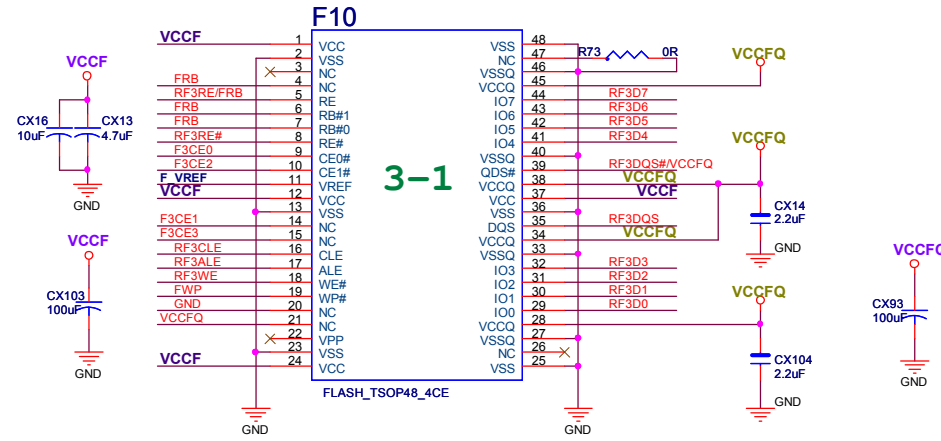 F10
3-1
FLASH_TSOP48_4CE
VCCF 1 VCC
2 VSS
3 NC
FRB 4 NC
RF3RE/FRB 5 RE
FRB 6 RB#1
FRB 7 RB#0
RF3RE# 8 RE#
F3CE0 9 CE0#
F3CE2 10 CE1#
F_VREF 11 VREF
VCCF 12 VCC
13 VSS
F3CE1 14 NC
F3CE3 15 NC
RF3CLE 16 CLE
RF3ALE 17 ALE
RF3WE 18 WE#
FWP 19 WP#
GND 20 NC
VCCFQ 21 NC
22 VPP
23 VSS
VCCF 24 VCC
VSS 48
NC 47 R73 0R
VSSQ 46
VCCQ 45
IO7 44 RF3D7
IO6 43 RF3D6
IO5 42 RF3D5
IO4 41 RF3D4
VSSQ 40
QDS# 39 RF3DQS#/VCCFQ
VCCQ 38 VCCFQ
VCC 37 VCCF
VSS 36
DQS 35 RF3DQS
VCCQ 34 VCCFQ
VSSQ 33
IO3 32 RF3D3
IO2 31 RF3D2
IO1 30 RF3D1
IO0 29 RF3D0
VCCQ 28
VSSQ 27
NC 26
VSS 25
GND
GND
VCCF
CX16
10uF
CX13
4.7uF
GND
VCCF
CX103
100uF
GND
VCCFQ
VCCFQ
CX14
2.2uF
GND
VCCFQ
CX104
2.2uF
GND
CX93
100uF
GND